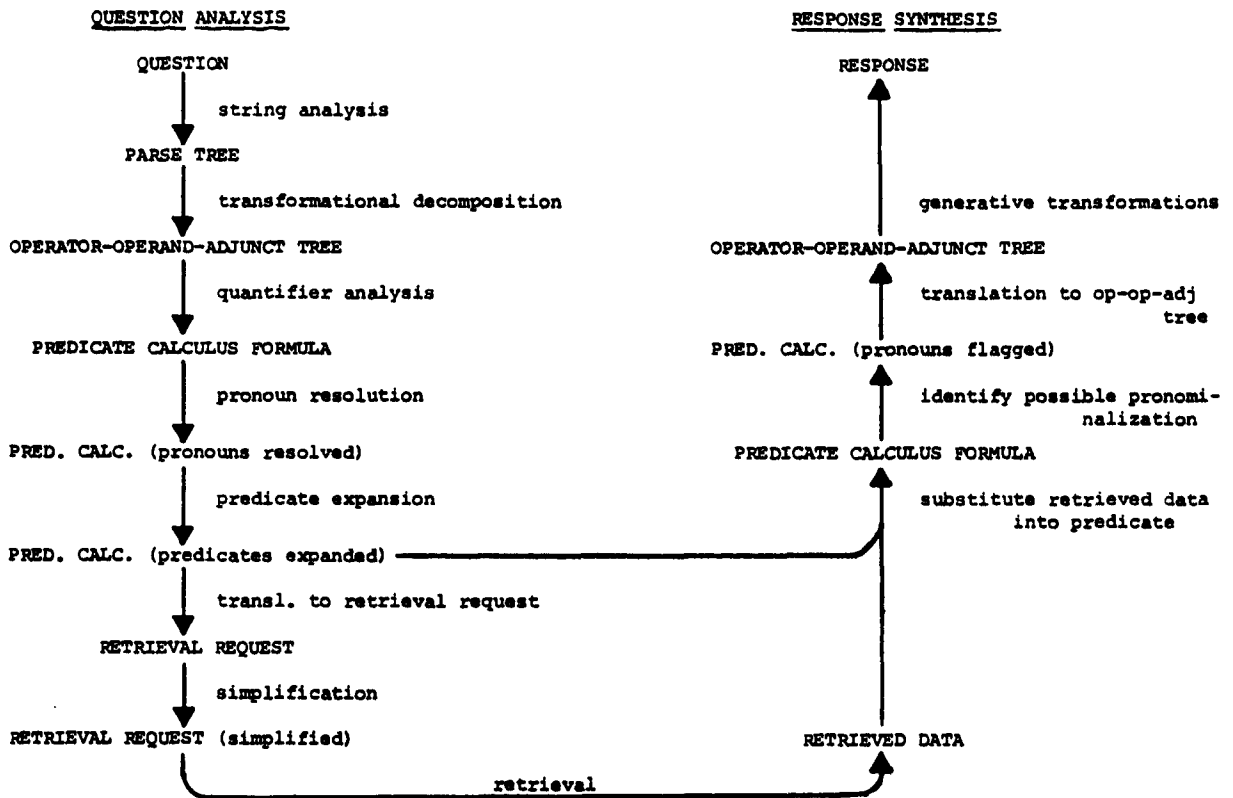 QUESTION ANALYSIS
QUESTION
string analysis
PARSE TREE
transformational decomposition
OPERATOR-OPERAND-ADJUNCT TREE
quantifier analysis
PREDICATE CALCULUS FORMULA
pronoun resolution
PRED. CALC. (pronouns resolved)
predicate expansion
PRED. CALC. (predicates expanded)
transl. to retrieval request
RETRIEVAL REQUEST
simplification
RETRIEVAL REQUEST (simplified)
retrieval
RESPONSE SYNTHESIS
RESPONSE
generative transformations
OPERATOR-OPERAND-ADJUNCT TREE
translation to op-op-adj
tree
PRED. CALC. (pronouns flagged)
identify possible pronomi-
nalization
PREDICATE CALCULUS FORMULA
substitute retrieved data
into predicate
RETRIEVED DATA